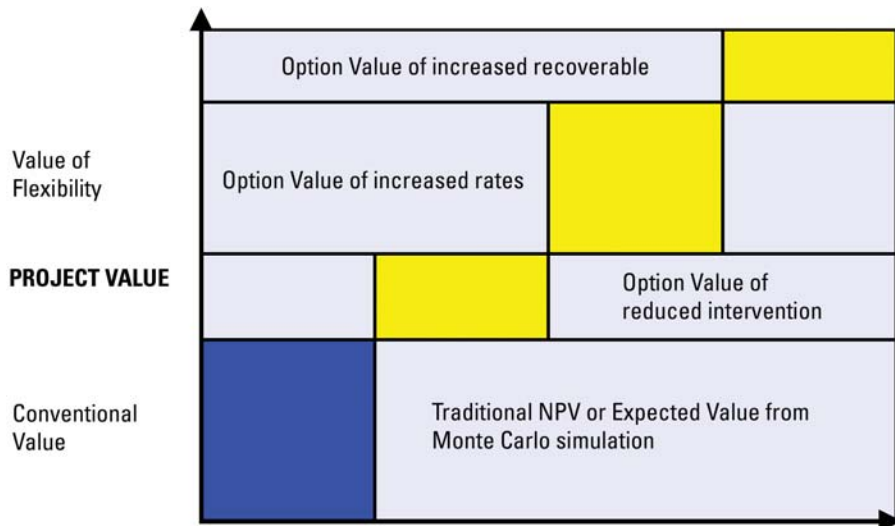 Option Value of increased recoverable
Value of
Flexibility
Option Value of increased rates
PROJECT VALUE
Option Value of
reduced intervention
Conventional
Value
Traditional NPV or Expected Value from
Monte Carlo simulation